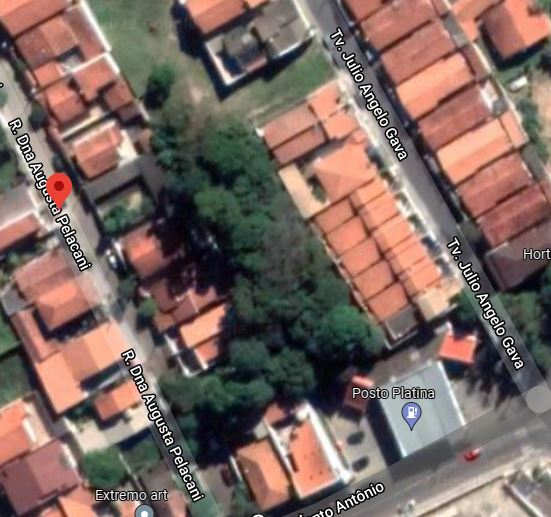 Tv. Julio Angelo Gava
R. Dna Augusta Pelacani
Tv. Julio Angelo Gava
Hort
R. Dna Augusta Pelacani
Posto Platina
Extremo art
Antônio